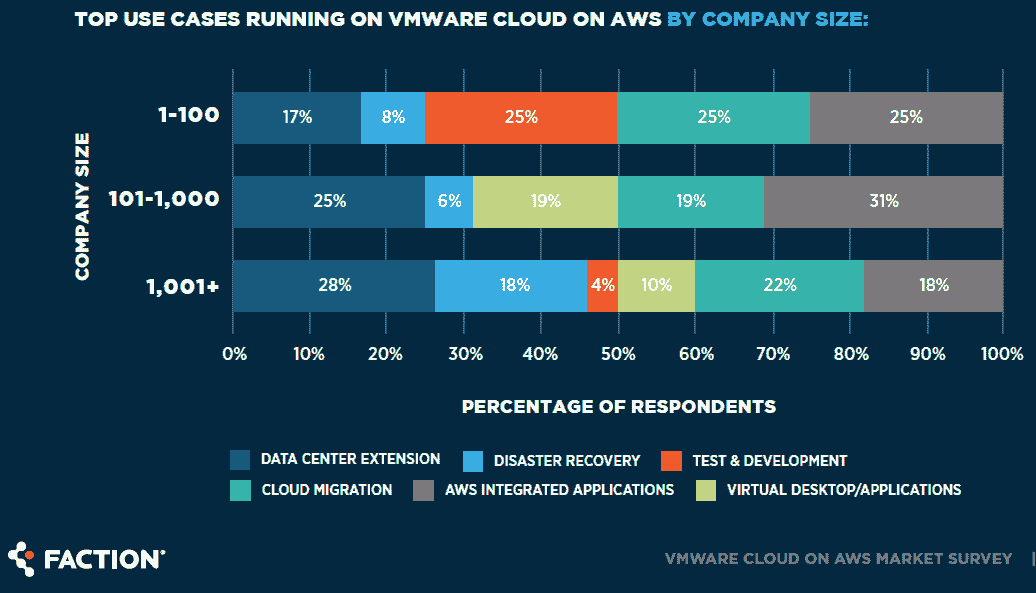 TOP USE CASES RUNNING ON VMWARE CLOUD ON AWS BY COMPANY SIZE:
COMPANY SIZE
1-100
17% 8% 25% 25% 25%
101-1,000
25% 6% 19% 19% 31%
1,001+
28% 18% 4% 10% 22% 18%
0% 10% 20% 30% 40% 50% 60% 70% 80% 90% 100%
PERCENTAGE OF RESPONDENTS
DATA CENTER EXTENSION DISASTER RECOVERY TEST & DEVELOPMENT
CLOUD MIGRATION AWS INTEGRATED APPLICATIONS VIRTUAL DESKTOP/APPLICATIONS
FACTION
VMWARE CLOUD ON AWS MARKET SURVEY |